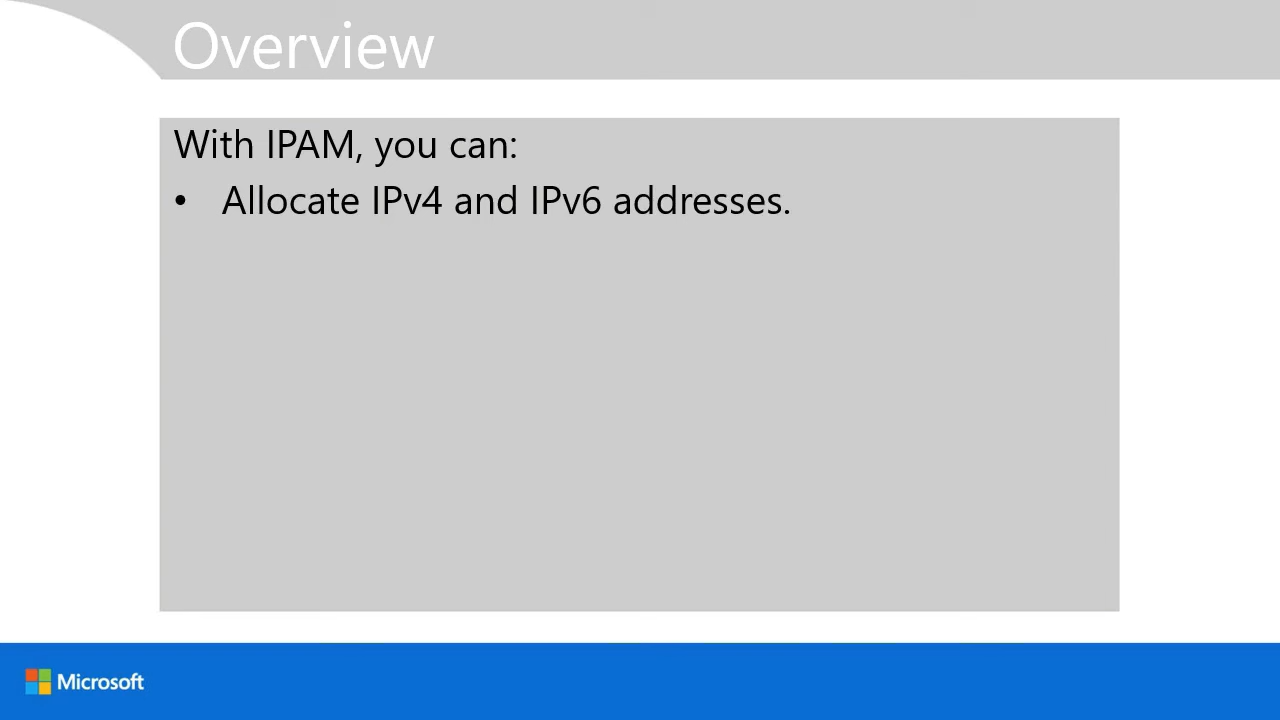 Overview
With IPAM, you can:
• Allocate IPv4 and IPv6 addresses.
Microsoft